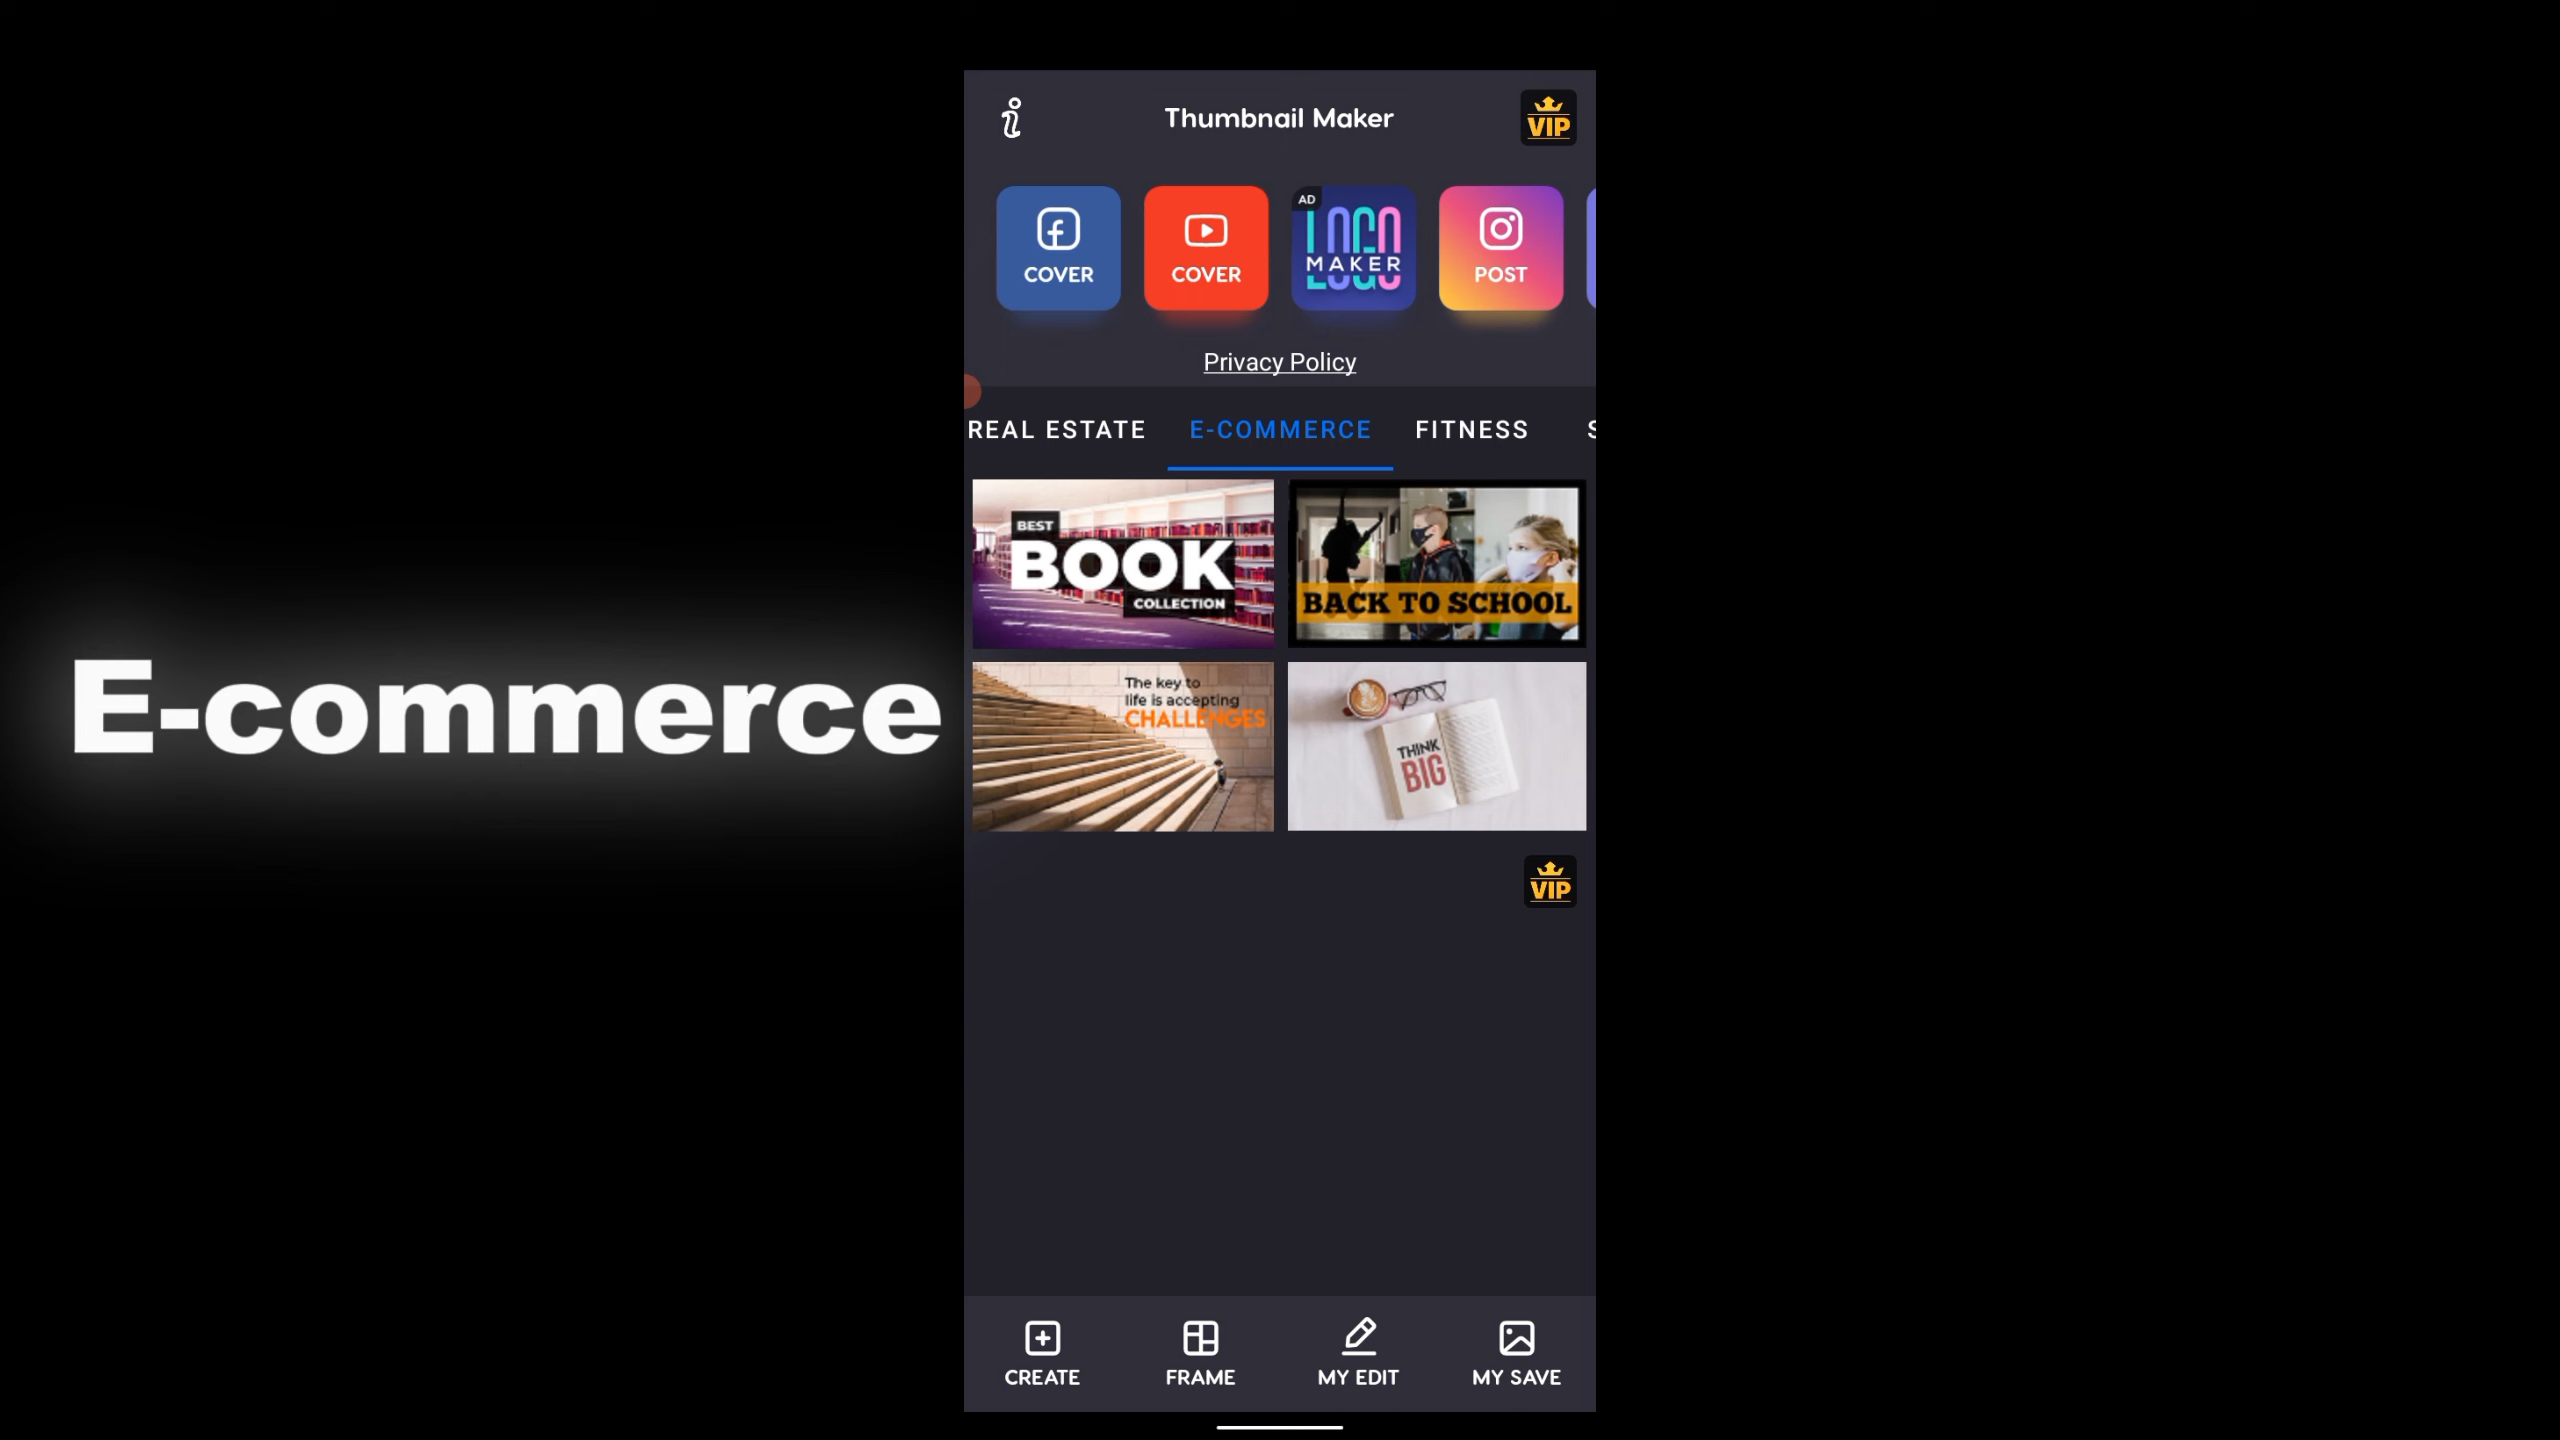 Thumbnail Maker
VIP
COVER
COVER
AD
LOGO
MAKER
POST
Privacy Policy
REAL ESTATE
E-COMMERCE
FITNESS
BEST
BOOK
COLLECTION
BACK TO SCHOOL
E-commerce
The key to
life is accepting
CHALLENGES
THINK
BIG
VIP
CREATE
FRAME
MY EDIT
MY SAVE